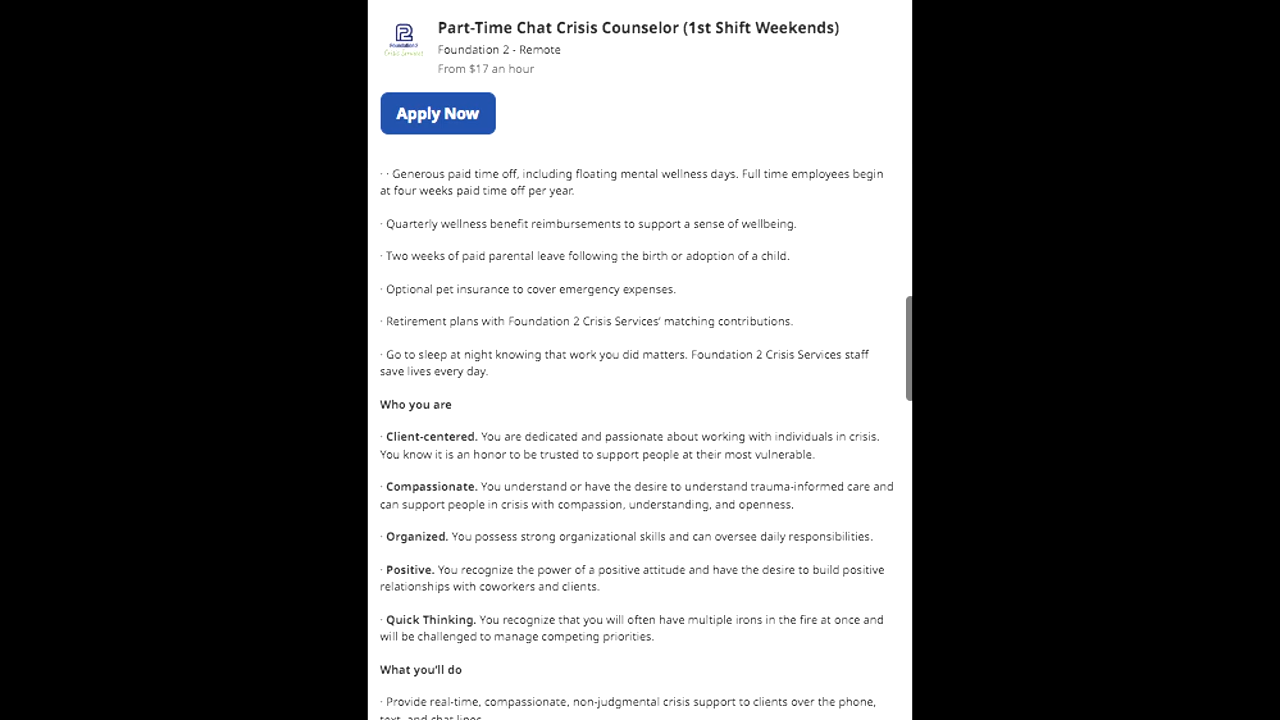 Foundation2
Crisis Services
Part-Time Chat Crisis Counselor (1st Shift Weekends)
Foundation 2 - Remote
From $17 an hour
Apply Now
· · Generous paid time off, including floating mental wellness days. Full time employees begin
at four weeks paid time off per year.
· Quarterly wellness benefit reimbursements to support a sense of wellbeing.
· Two weeks of paid parental leave following the birth or adoption of a child.
· Optional pet insurance to cover emergency expenses.
· Retirement plans with Foundation 2 Crisis Services’ matching contributions.
· Go to sleep at night knowing that work you did matters. Foundation 2 Crisis Services staff
save lives every day.
Who you are
· Client-centered. You are dedicated and passionate about working with individuals in crisis.
You know it is an honor to be trusted to support people at their most vulnerable.
· Compassionate. You understand or have the desire to understand trauma-informed care and
can support people in crisis with compassion, understanding, and openness.
· Organized. You possess strong organizational skills and can oversee daily responsibilities.
· Positive. You recognize the power of a positive attitude and have the desire to build positive
relationships with coworkers and clients.
· Quick Thinking. You recognize that you will often have multiple irons in the fire at once and
will be challenged to manage competing priorities.
What you’ll do
· Provide real-time, compassionate, non-judgmental crisis support to clients over the phone,
text, and chat lines.